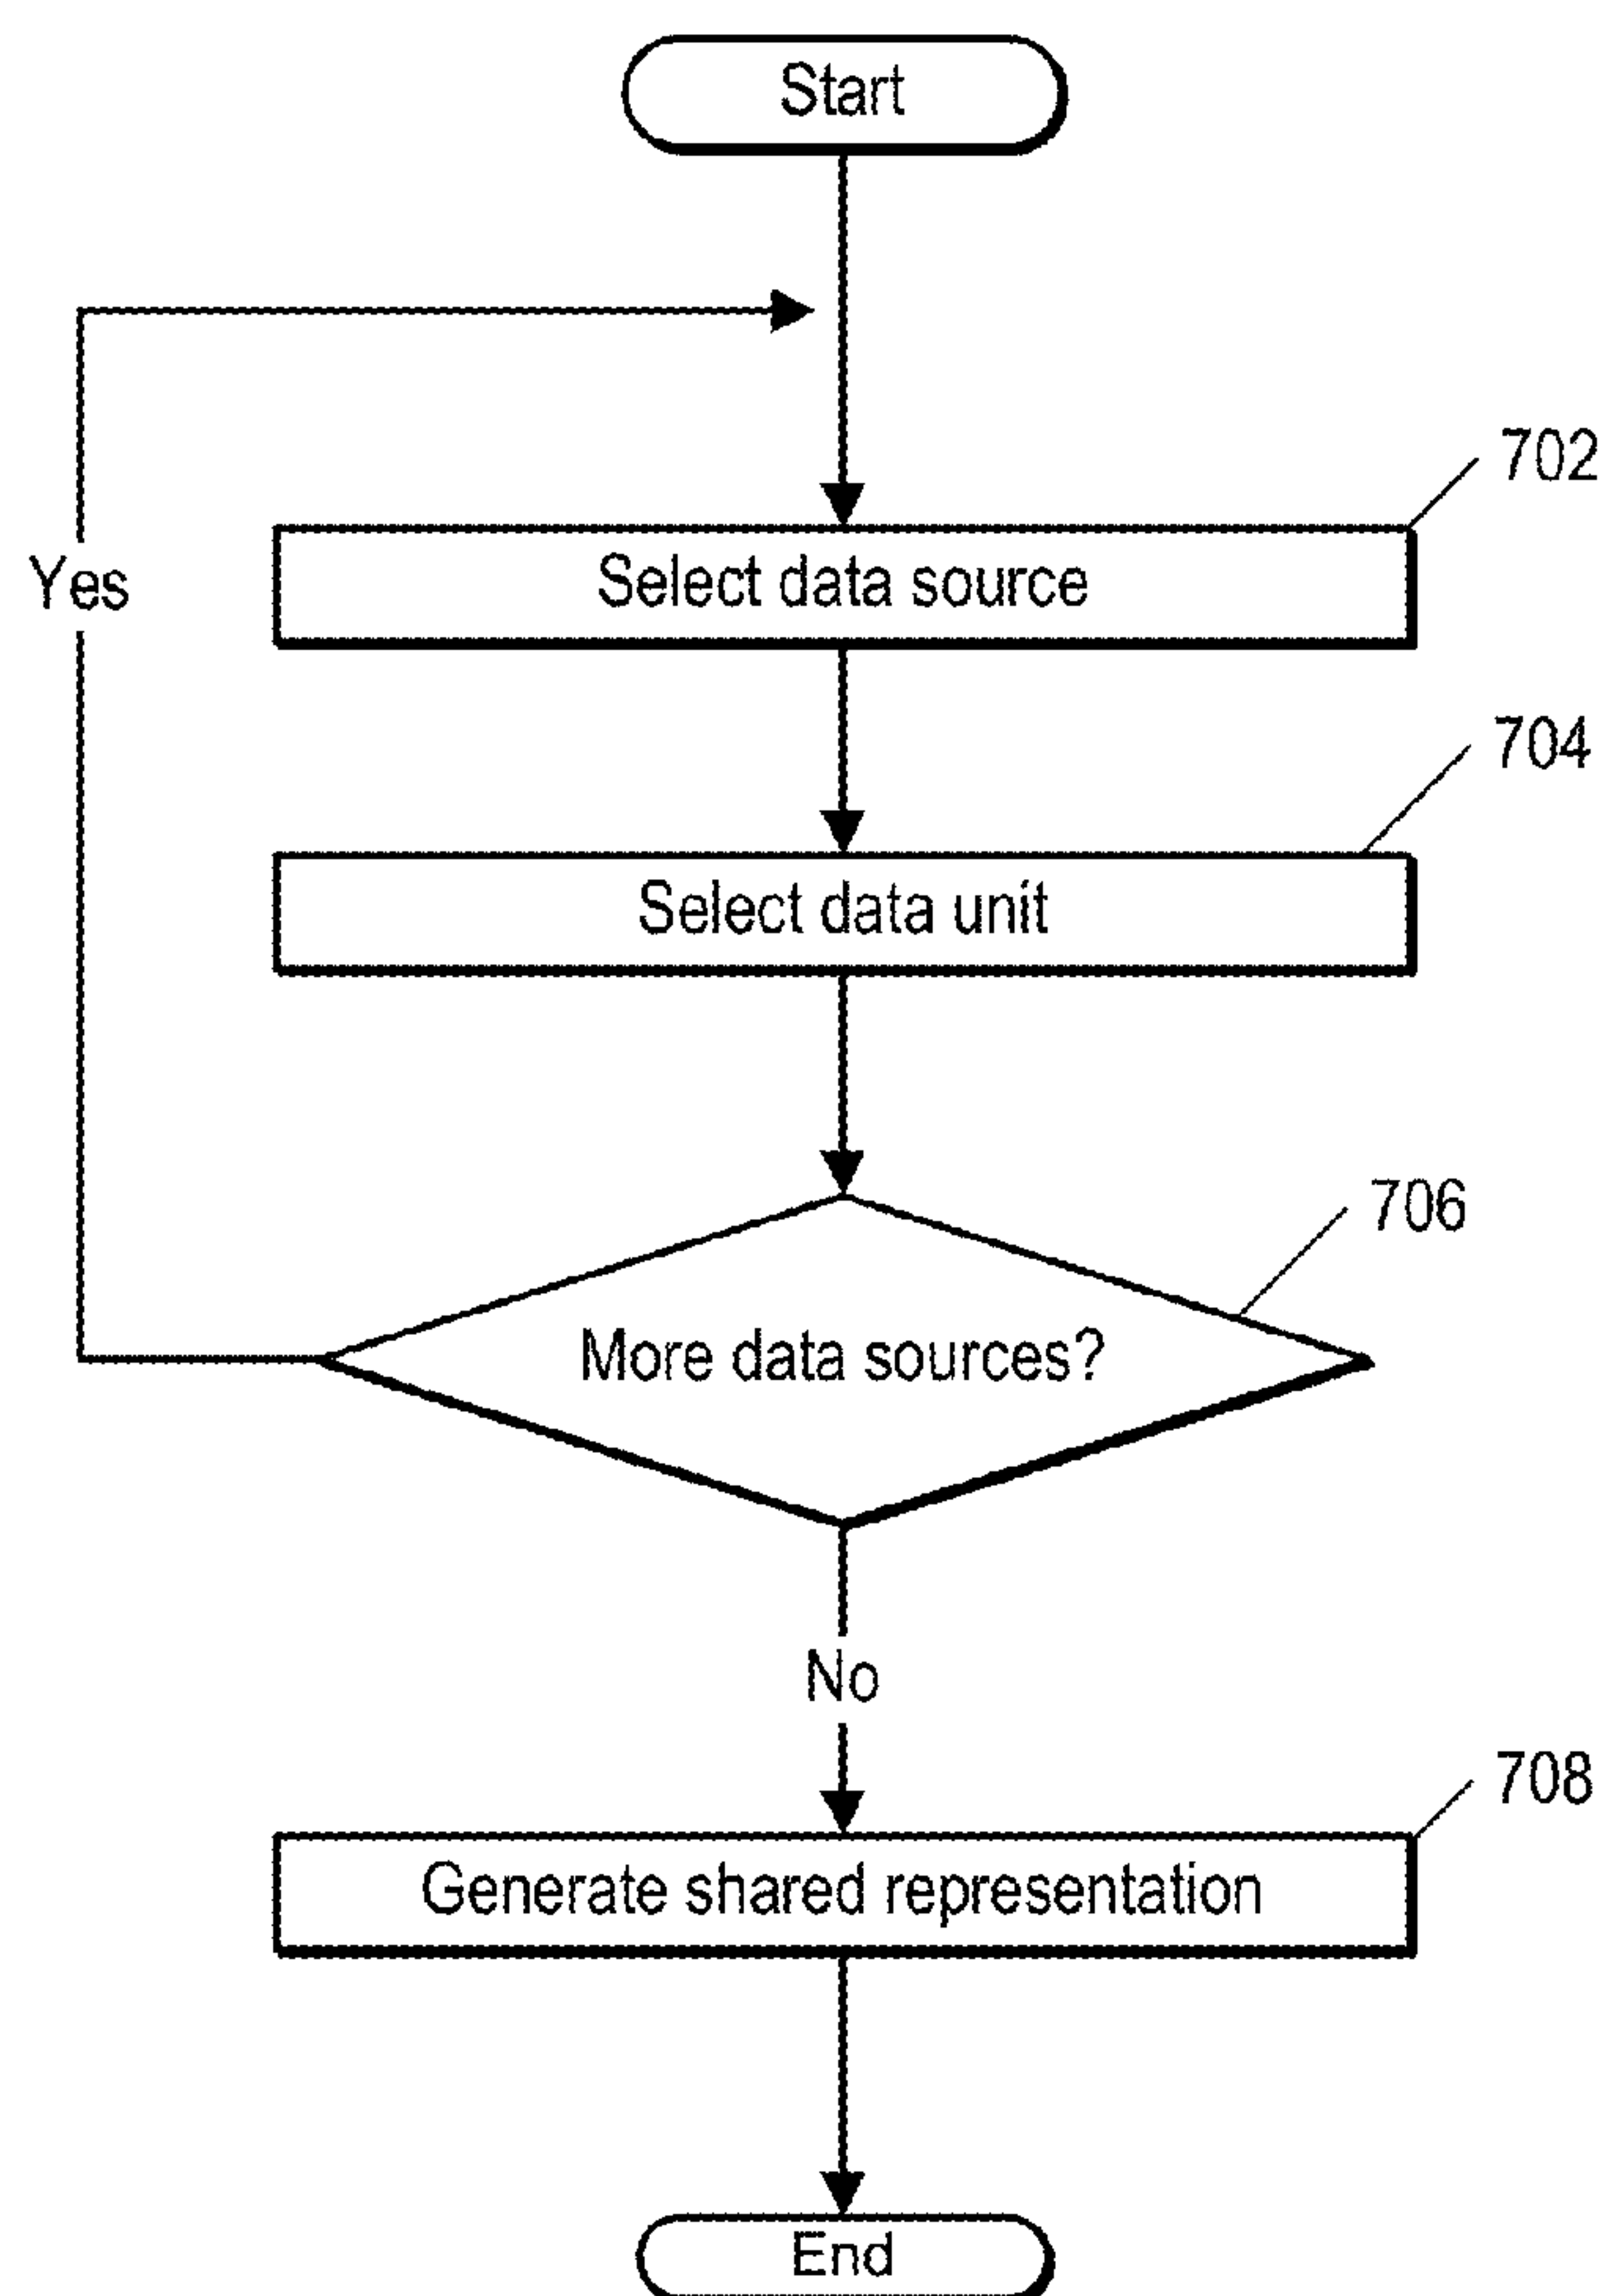 Start
702
Yes
Select data source
704
Select data unit
706
More data sources?
No
708
Generate shared representation
End